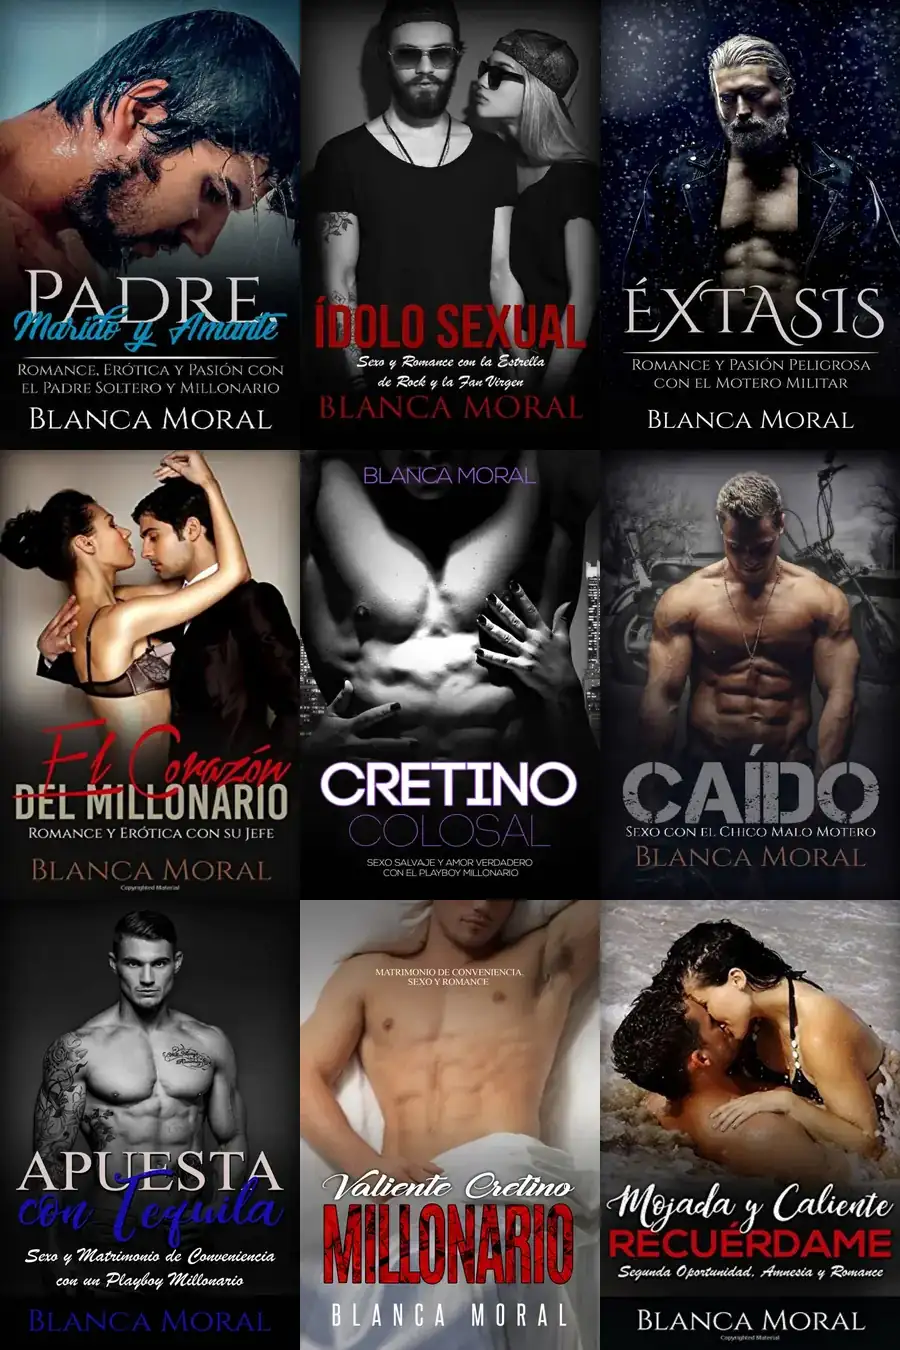 PADRE,
Marido y Amante
ROMANCE, ERÓTICA Y PASIÓN CON
EL PADRE SOLTERO Y MILLONARIO
BLANCA MORAL
ÍDOLO SEXUAL
Sexo y Romance con la Estrella
de Rock y la Fan Virgen
BLANCA MORAL
ÉXTASIS
ROMANCE Y PASIÓN PELIGROSA
CON EL MOTERO MILITAR
BLANCA MORAL
El Corazón
DEL MILLONARIO
ROMANCE Y ERÓTICA CON SU JEFE
BLANCA MORAL
Copyrighted Material
BLANCA MORAL
CRETINO
COLOSAL
SEXO SALVAJE Y AMOR VERDADERO
CON EL PLAYBOY MILLONARIO
CAÍDO
SEXO CON EL CHICO MALO MOTERO
BLANCA MORAL
APUESTA
con Tequila
Sexo y Matrimonio de Conveniencia
con un Playboy Millonario
BLANCA MORAL
MATRIMONIO DE CONVENIENCIA,
SEXO Y ROMANCE
Valiente Cretino
MILLONARIO
BLANCA MORAL
Mojada y Caliente
RECUÉRDAME
Segunda Oportunidad, Amnesia y Romance
BLANCA MORAL
Copyrighted Material